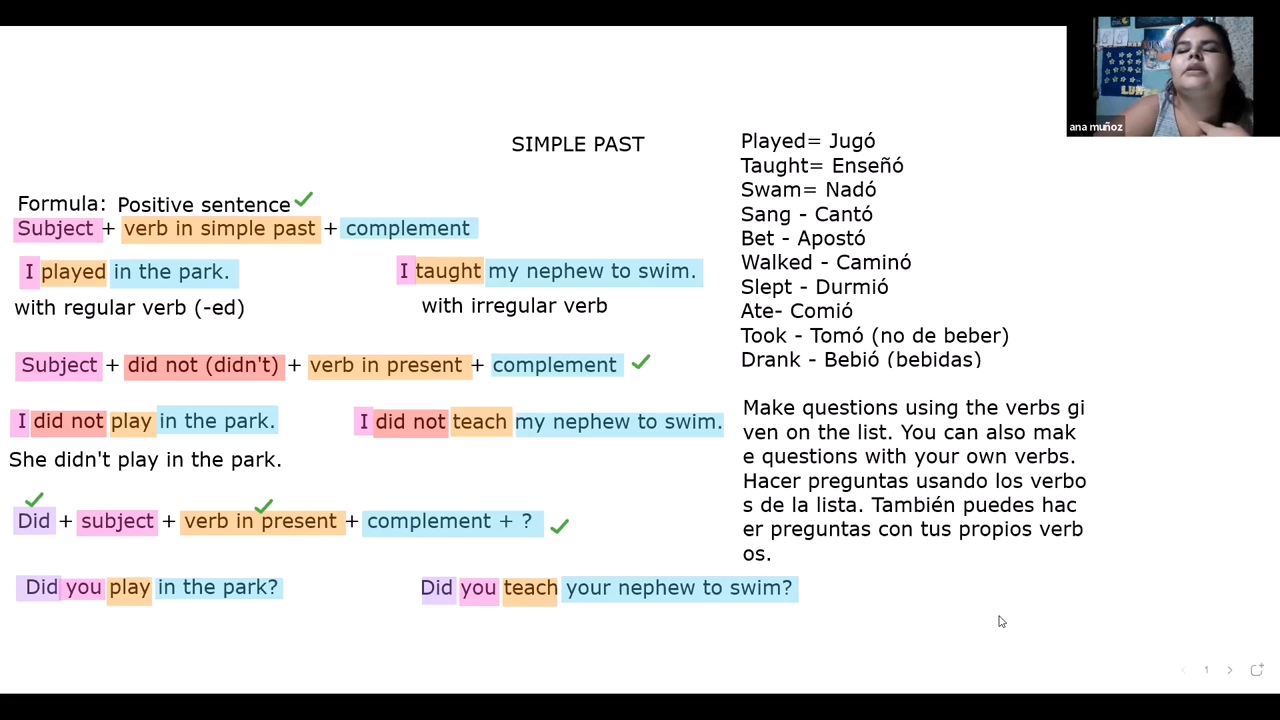 SIMPLE PAST
Formula: Positive sentence
Subject + verb in simple past + complement
I played in the park. I taught my nephew to swim.
with regular verb (-ed) with irregular verb
Subject + did not (didn't) + verb in present + complement
I did not play in the park. I did not teach my nephew to swim.
She didn't play in the park.
Did + subject + verb in present + complement + ?
Did you play in the park? Did you teach your nephew to swim?
Played= Jugó
Taught= Enseñó
Swam= Nadó
Sang - Cantó
Bet - Apostó
Walked - Caminó
Slept - Durmió
Ate- Comió
Took - Tomó (no de beber)
Drank - Bebió (bebidas)
Make questions using the verbs gi
ven on the list. You can also mak
e questions with your own verbs.
Hacer preguntas usando los verbo
s de la lista. También puedes hac
er preguntas con tus propios verb
os.
ana muñoz
1